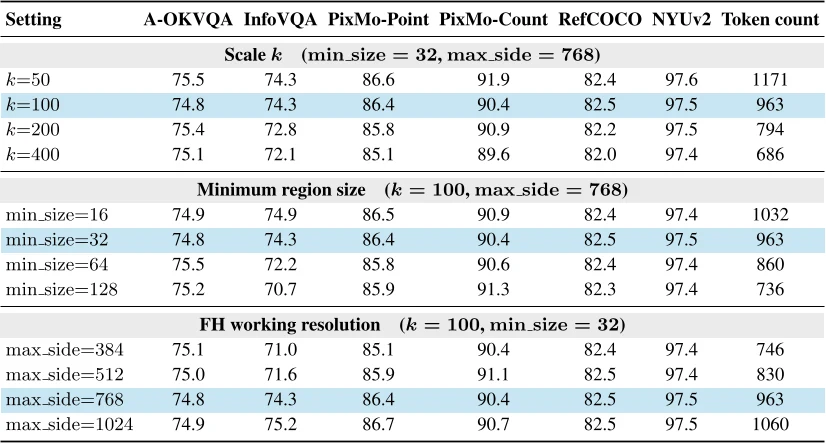 Setting A-OKVQA InfoVQA PixMo-Point PixMo-Count RefCOCO NYUv2 Token count
Scale k (min_size = 32, max_side = 768)
k=50 75.5 74.3 86.6 91.9 82.4 97.6 1171
k=100 74.8 74.3 86.4 90.4 82.5 97.5 963
k=200 75.4 72.8 85.8 90.9 82.2 97.5 794
k=400 75.1 72.1 85.1 89.6 82.0 97.4 686
Minimum region size (k = 100, max_side = 768)
min_size=16 74.9 74.9 86.5 90.9 82.4 97.4 1032
min_size=32 74.8 74.3 86.4 90.4 82.5 97.5 963
min_size=64 75.5 72.2 85.8 90.6 82.4 97.4 860
min_size=128 75.2 70.7 85.9 91.3 82.3 97.4 736
FH working resolution (k = 100, min_size = 32)
max_side=384 75.1 71.0 85.1 90.4 82.4 97.4 746
max_side=512 75.0 71.6 85.9 91.1 82.5 97.4 830
max_side=768 74.8 74.3 86.4 90.4 82.5 97.5 963
max_side=1024 74.9 75.2 86.7 90.7 82.5 97.5 1060